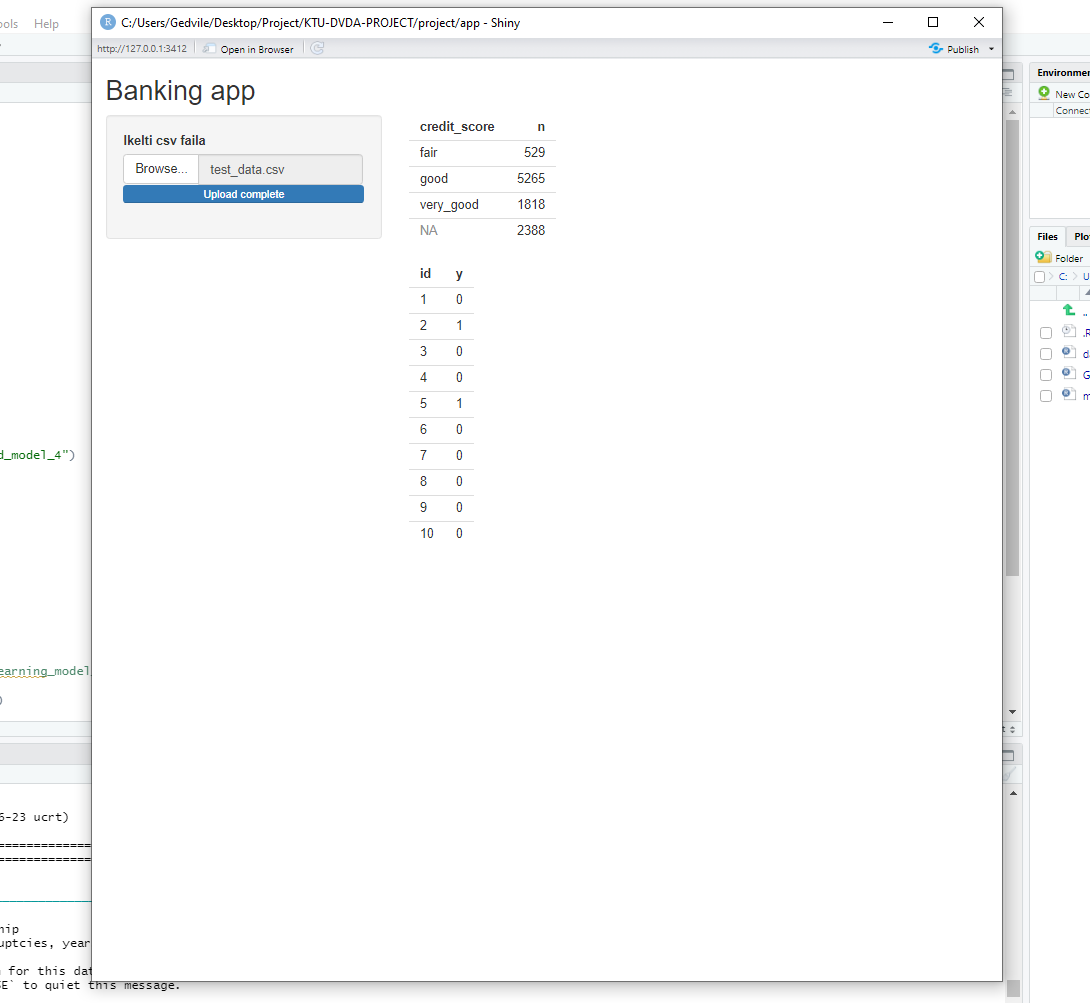 C:/Users/Gedvile/Desktop/Project/KTU-DVDA-PROJECT/project/app - Shiny
ools Help
http://127.0.0.1:3412 Open in Browser Publish
Banking app
Ikelti csv faila
Browse... test_data.csv
Upload complete
credit_score n
fair 529
good 5265
very_good 1818
NA 2388
id y
1 0
2 1
3 0
4 0
5 1
6 0
7 0
8 0
9 0
10 0
d_model_4")
earning_model
)
6-23 ucrt)
==============
==============
hip
uptcies, year
n for this dat
SE` to quiet this message.
Environmen
New Co
Connect
Files Plo
Folder
C: U
..
.R
d
G
m